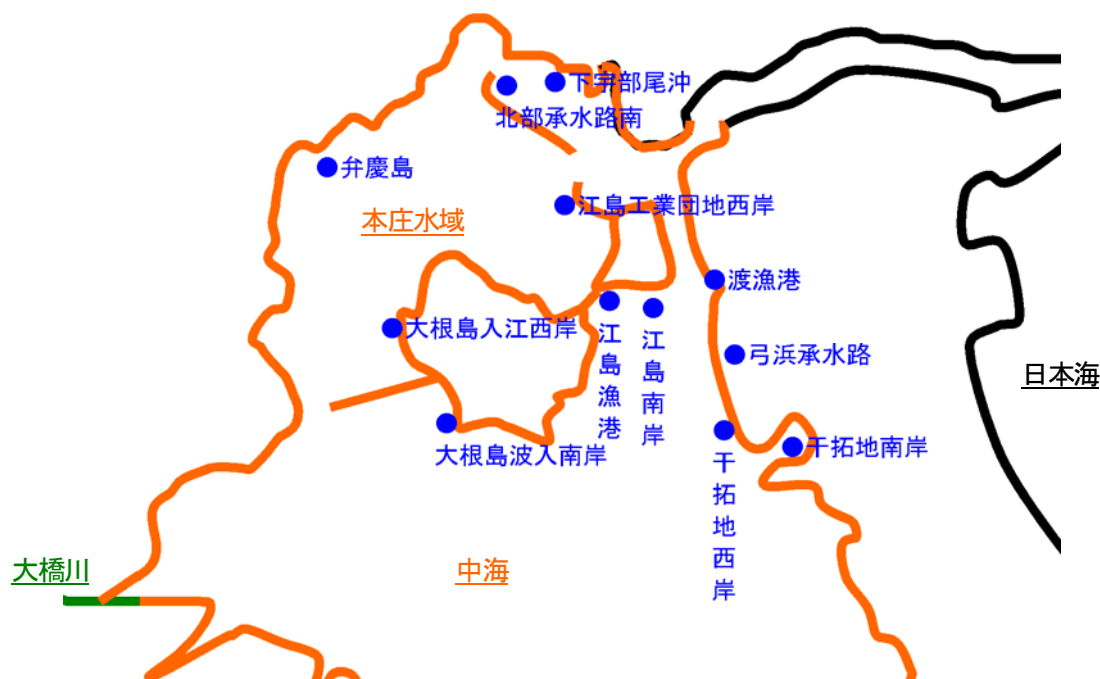 下宇部尾沖
北部承水路南
弁慶島
江島工業団地西岸
本庄水域
渡漁港
大根島入江西岸
江島漁港
江島南岸
弓浜承水路
日本海
大根島波入南岸
干拓地南岸
干拓地西岸
大橋川
中海